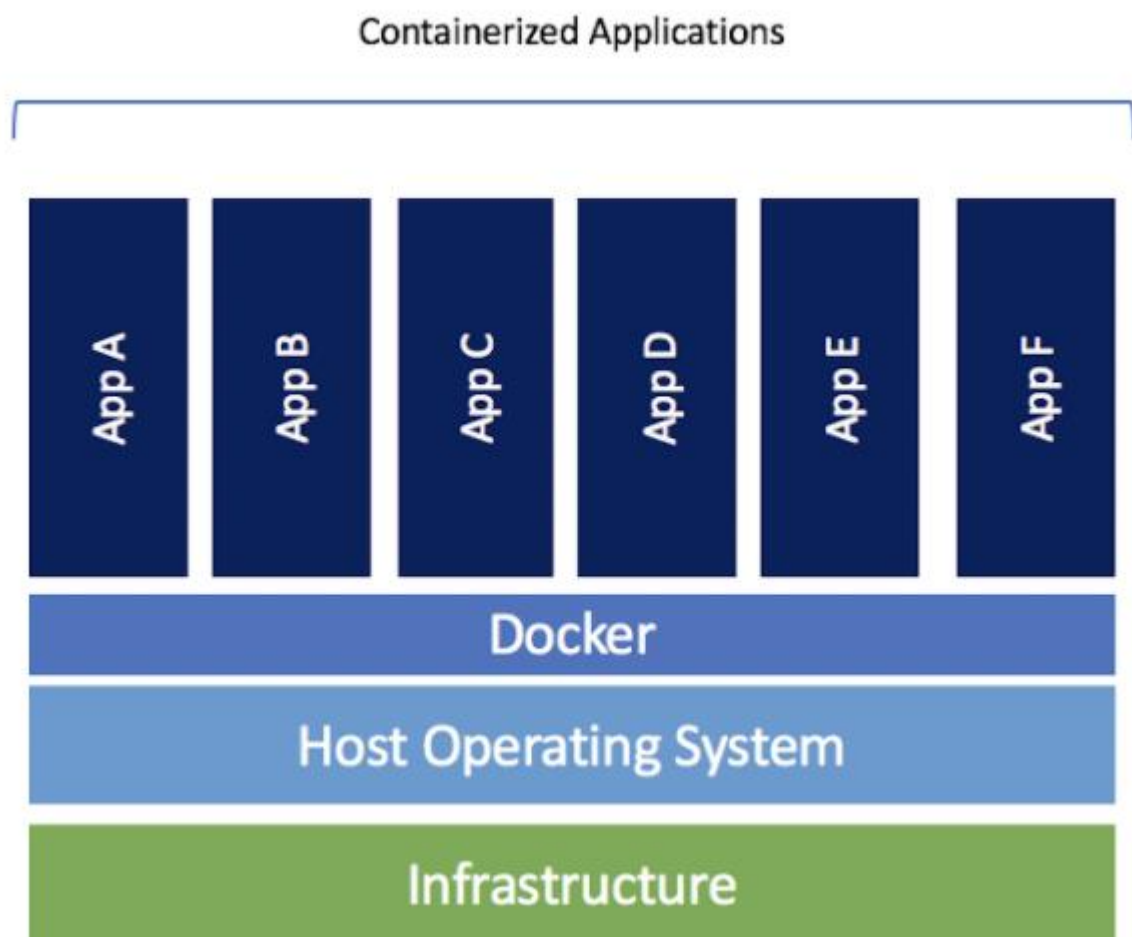 Containerized Applications
App A
App B
App C
App D
App E
App F
Docker
Host Operating System
Infrastructure